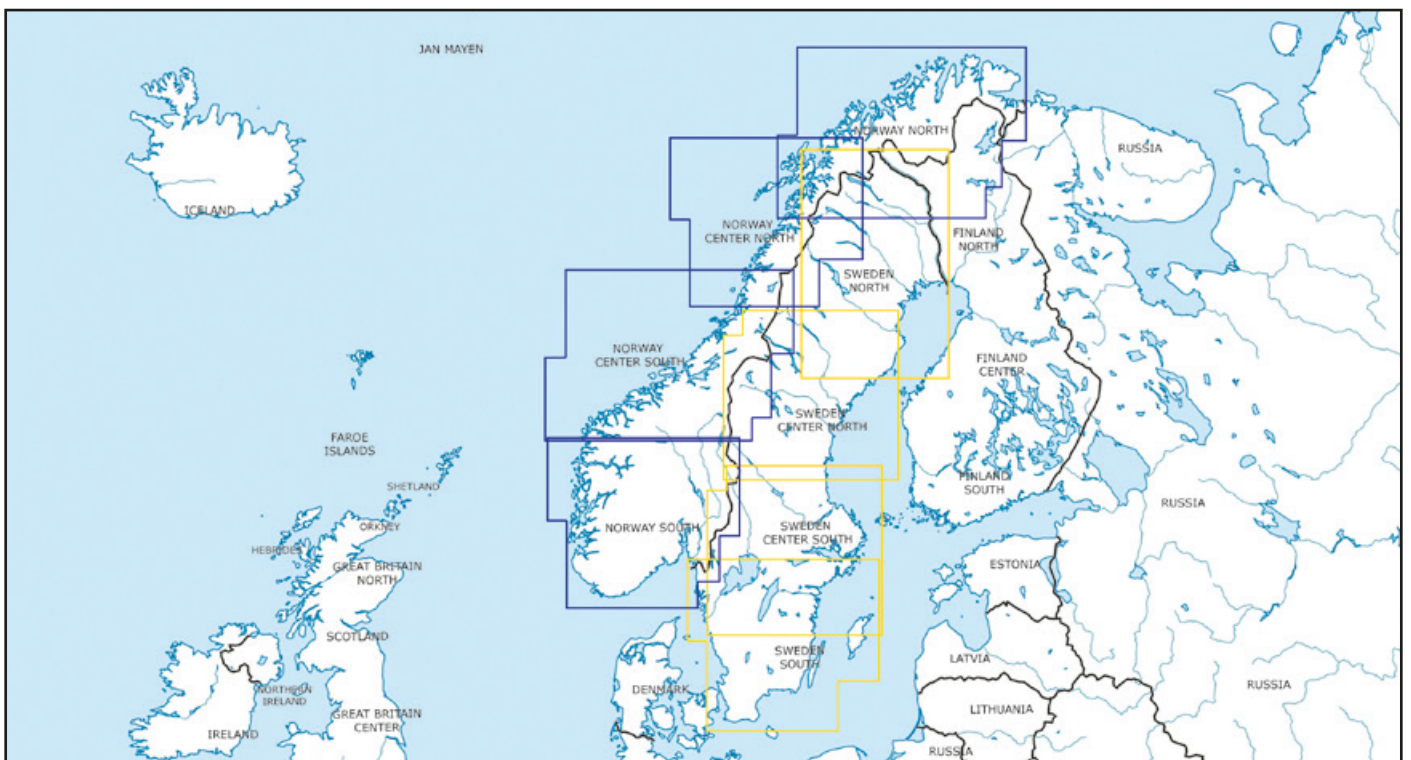 JAN MAYEN
NORWAY NORTH
RUSSIA
ICELAND
NORWAY
CENTER NORTH
FINLAND
NORTH
SWEDEN
NORTH
NORWAY
CENTER SOUTH
FINLAND
CENTER
SWEDEN
CENTER NORTH
FAROE
ISLANDS
SHETLAND
FINLAND
SOUTH
RUSSIA
ORKNEY
NORWAY SOUTH
SWEDEN
CENTER SOUTH
HEBRIDES
GREAT BRITAIN
NORTH
ESTONIA
SCOTLAND
SWEDEN
SOUTH
LATVIA
NORTHERN
IRELAND
DENMARK
RUSSIA
LITHUANIA
GREAT BRITAIN
CENTER
IRELAND
RUSSIA